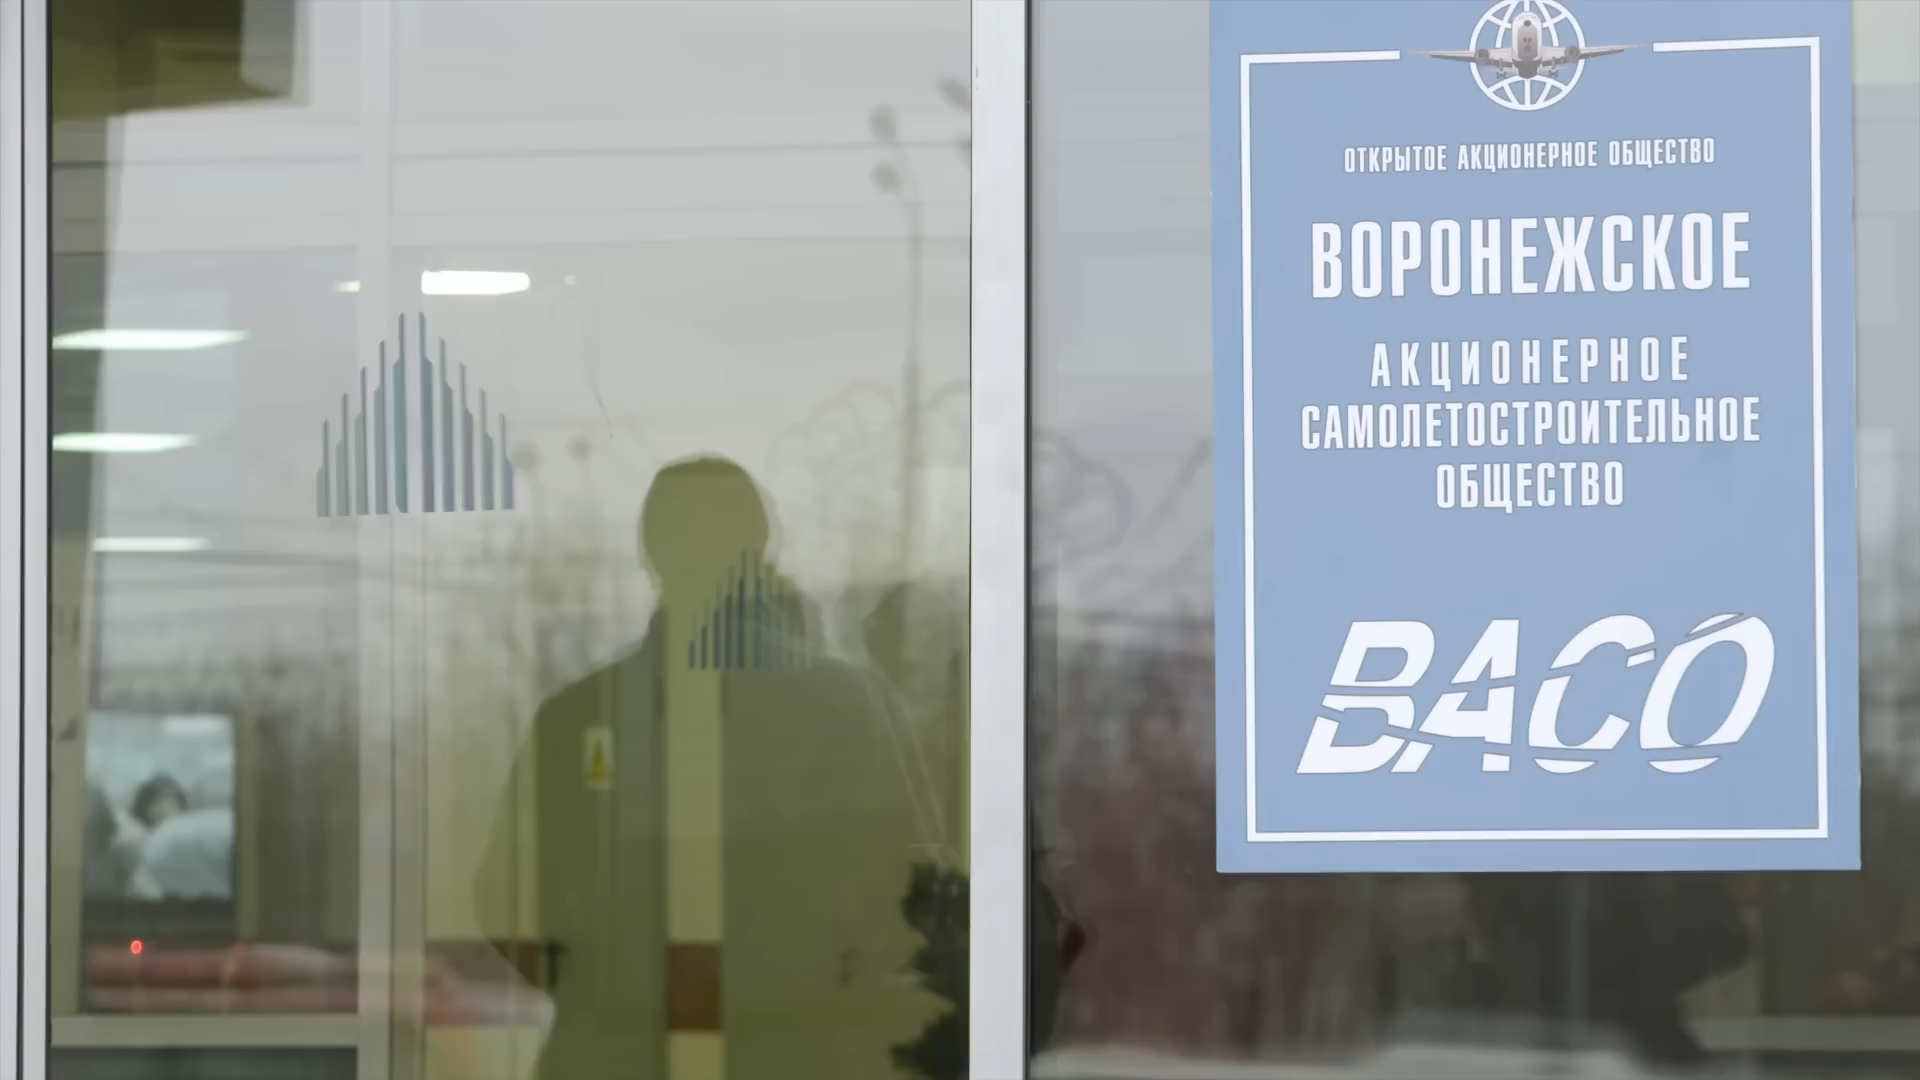 ОТКРЫТОЕ АКЦИОНЕРНОЕ ОБЩЕСТВО
ВОРОНЕЖСКОЕ
АКЦИОНЕРНОЕ
САМОЛЕТОСТРОИТЕЛЬНОЕ
ОБЩЕСТВО
ВАСО